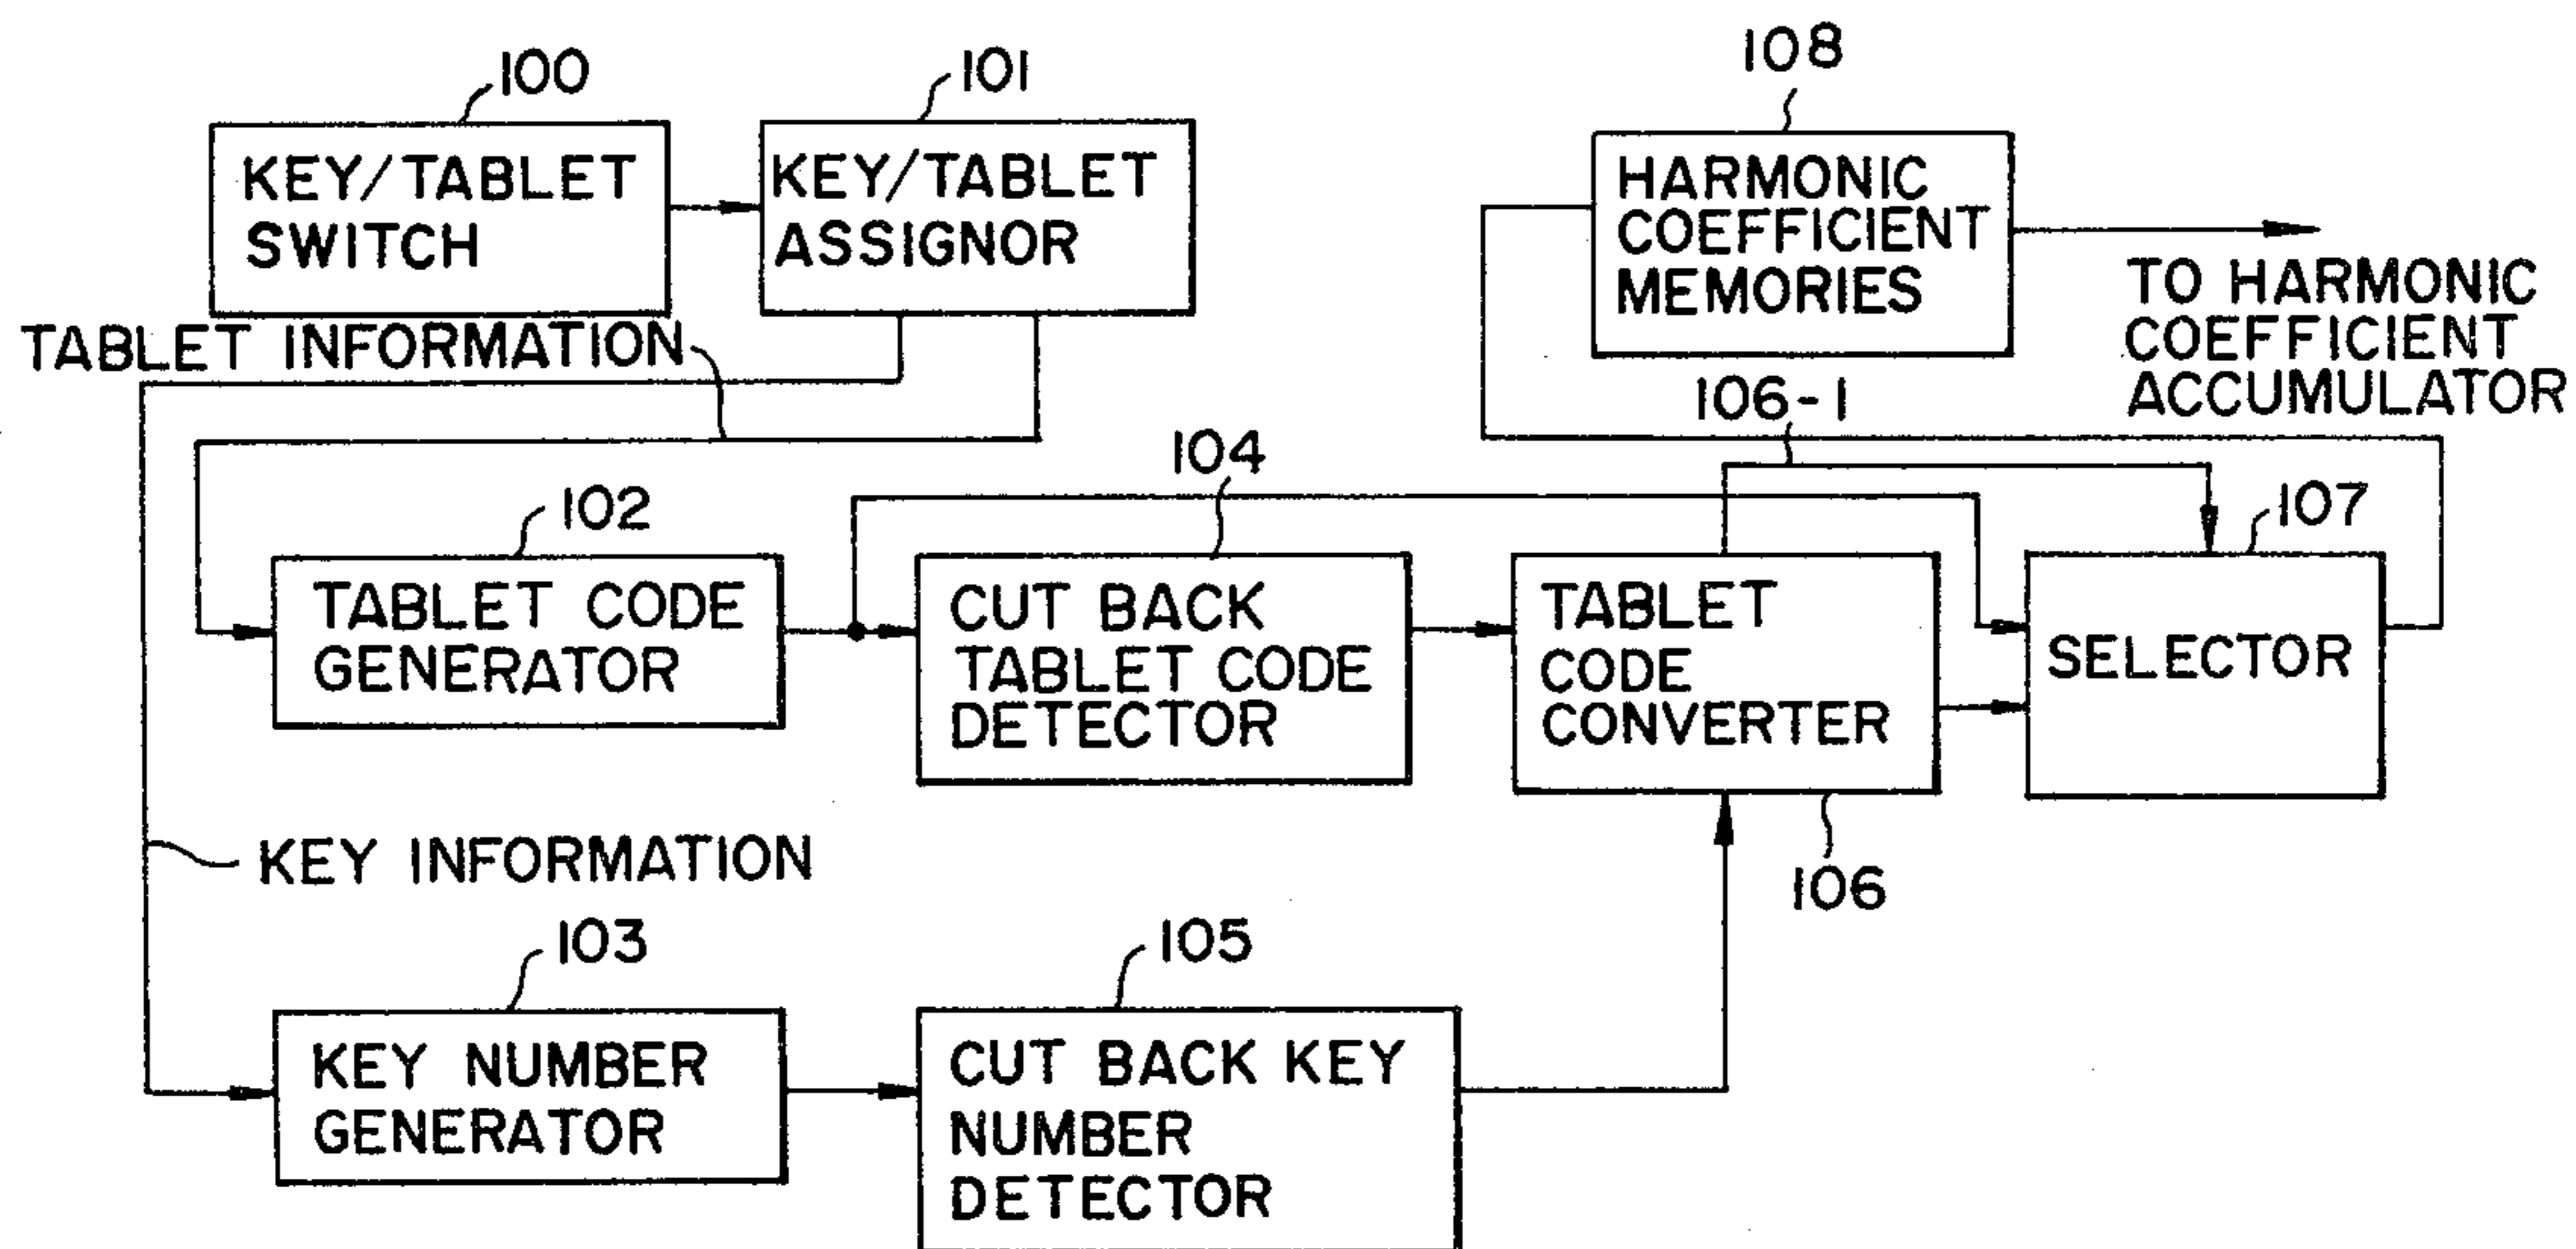 100
101
108
KEY/TABLET
SWITCH
KEY/TABLET
ASSIGNOR
HARMONIC
COEFFICIENT
MEMORIES
TO HARMONIC
COEFFICIENT
ACCUMULATOR
TABLET INFORMATION
106-1
104
102
107
TABLET CODE
GENERATOR
CUT BACK
TABLET CODE
DETECTOR
TABLET
CODE
CONVERTER
SELECTOR
KEY INFORMATION
106
103
105
KEY NUMBER
GENERATOR
CUT BACK KEY
NUMBER
DETECTOR